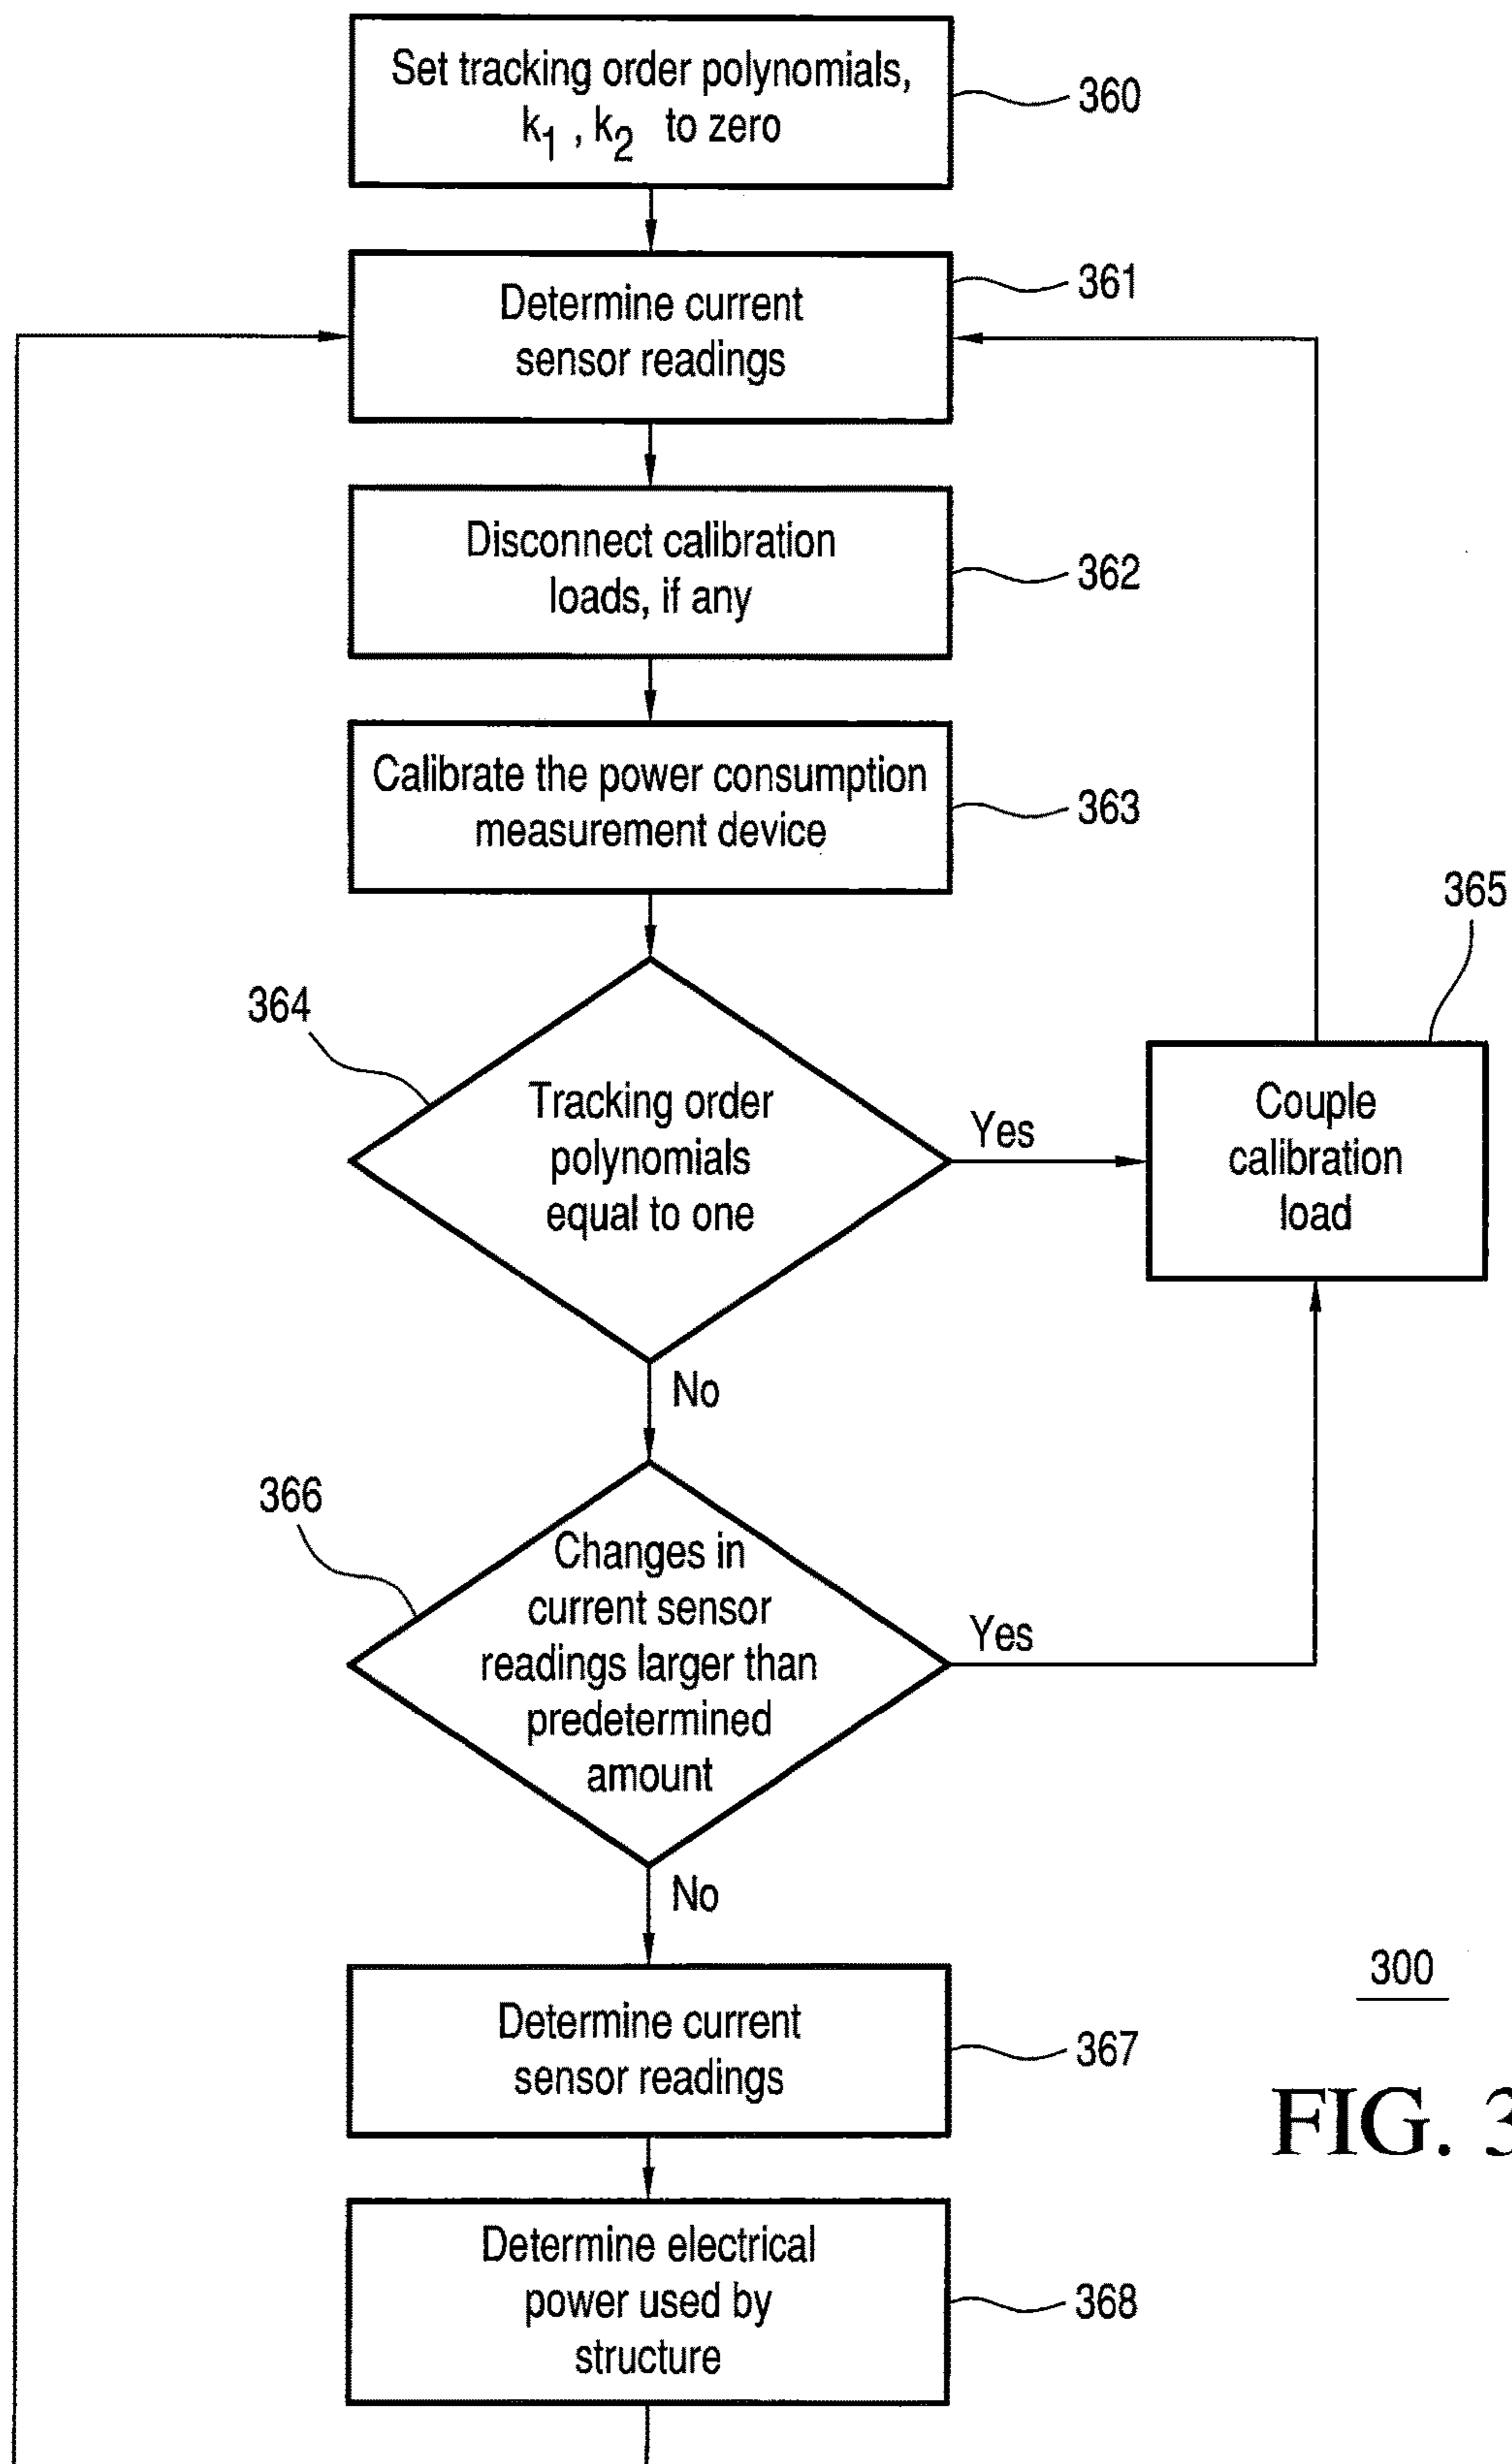 Set tracking order polynomials,
k1 , k2 to zero
360
Determine current
sensor readings
361
Disconnect calibration
loads, if any
362
Calibrate the power consumption
measurement device
363
364
Tracking order
polynomials
equal to one
Yes
365
Couple
calibration
load
No
366
Changes in
current sensor
readings larger than
predetermined
amount
Yes
No
Determine current
sensor readings
367
300
FIG. 3
Determine electrical
power used by
structure
368